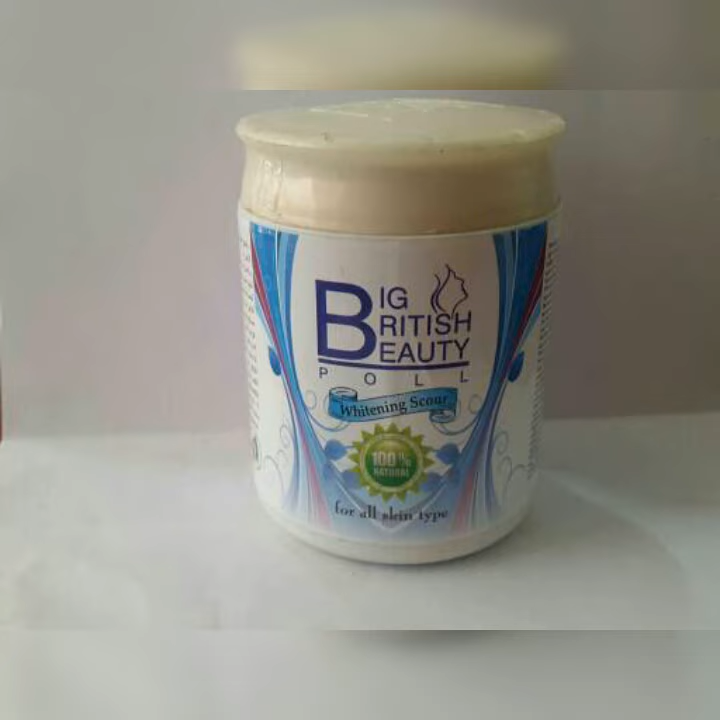 BIG
BRITISH
BEAUTY
POLL
Whitening Scour
100%
NATURAL
for all skin type